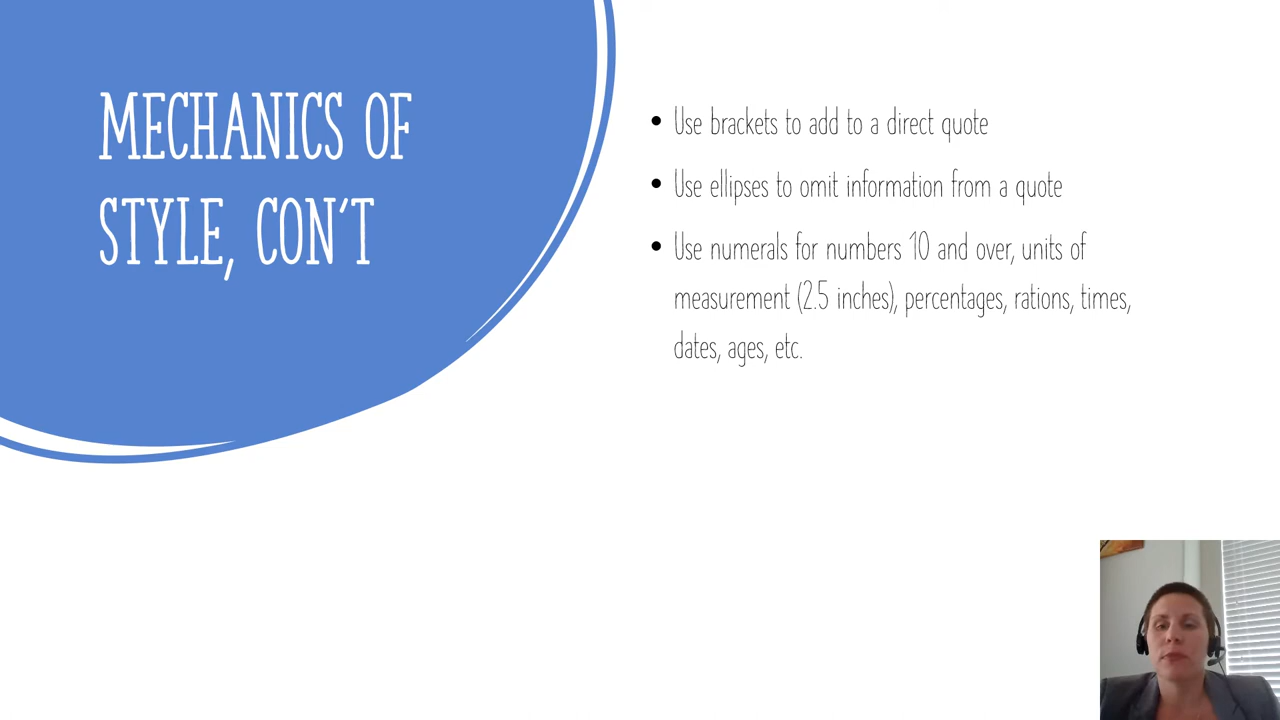 MECHANICS OF
STYLE, CON'T
• Use brackets to add to a direct quote
• Use ellipses to omit information from a quote
• Use numerals for numbers 10 and over, units of
measurement (2.5 inches), percentages, rations, times,
dates, ages, etc.